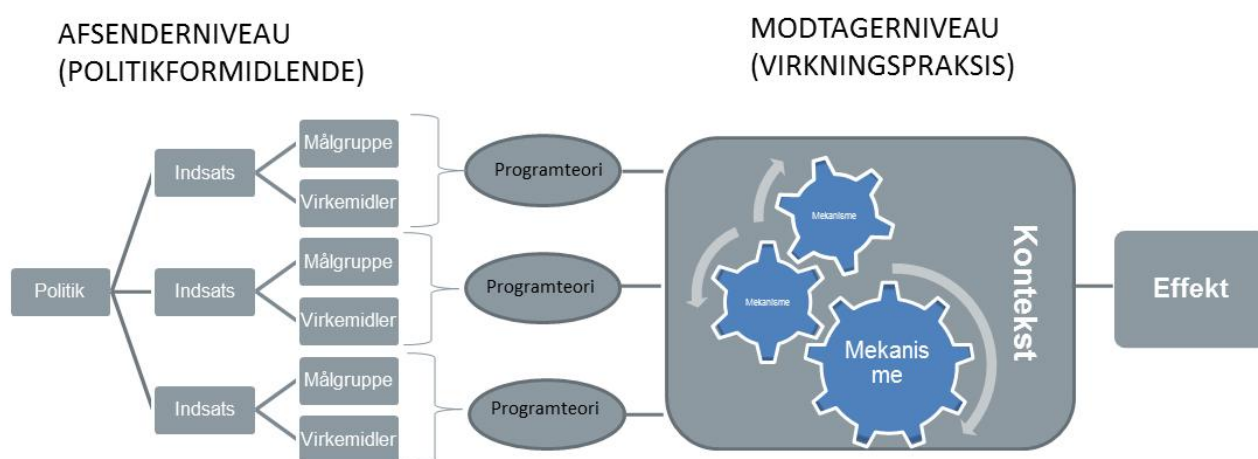 AFSENDERNIVEAU
(POLITIKFORMIDLENDE)
MODTAGERNIVEAU
(VIRKNINGSPRAKSIS)
Politik
Indsats
Målgruppe
Virkemidler
Programteori
Indsats
Målgruppe
Virkemidler
Programteori
Indsats
Målgruppe
Virkemidler
Programteori
Mekanisme
Mekanisme
Mekanis
me
Kontekst
Effekt